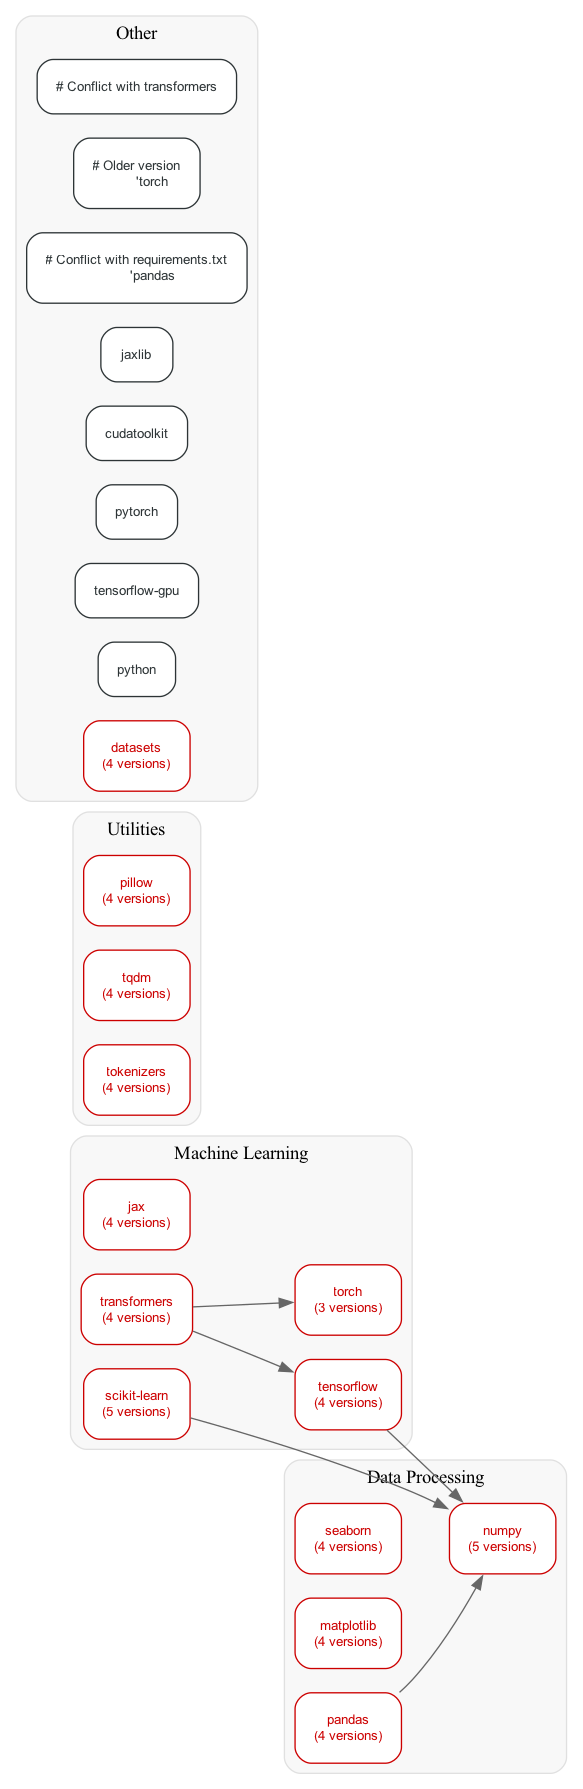 Other
# Conflict with transformers
# Older version
'torch
# Conflict with requirements.txt
'pandas
jaxlib
cudatoolkit
pytorch
tensorflow-gpu
python
datasets
(4 versions)
Utilities
pillow
(4 versions)
tqdm
(4 versions)
tokenizers
(4 versions)
Machine Learning
jax
(4 versions)
transformers
(4 versions)
torch
(3 versions)
scikit-learn
(5 versions)
tensorflow
(4 versions)
Data Processing
seaborn
(4 versions)
numpy
(5 versions)
matplotlib
(4 versions)
pandas
(4 versions)